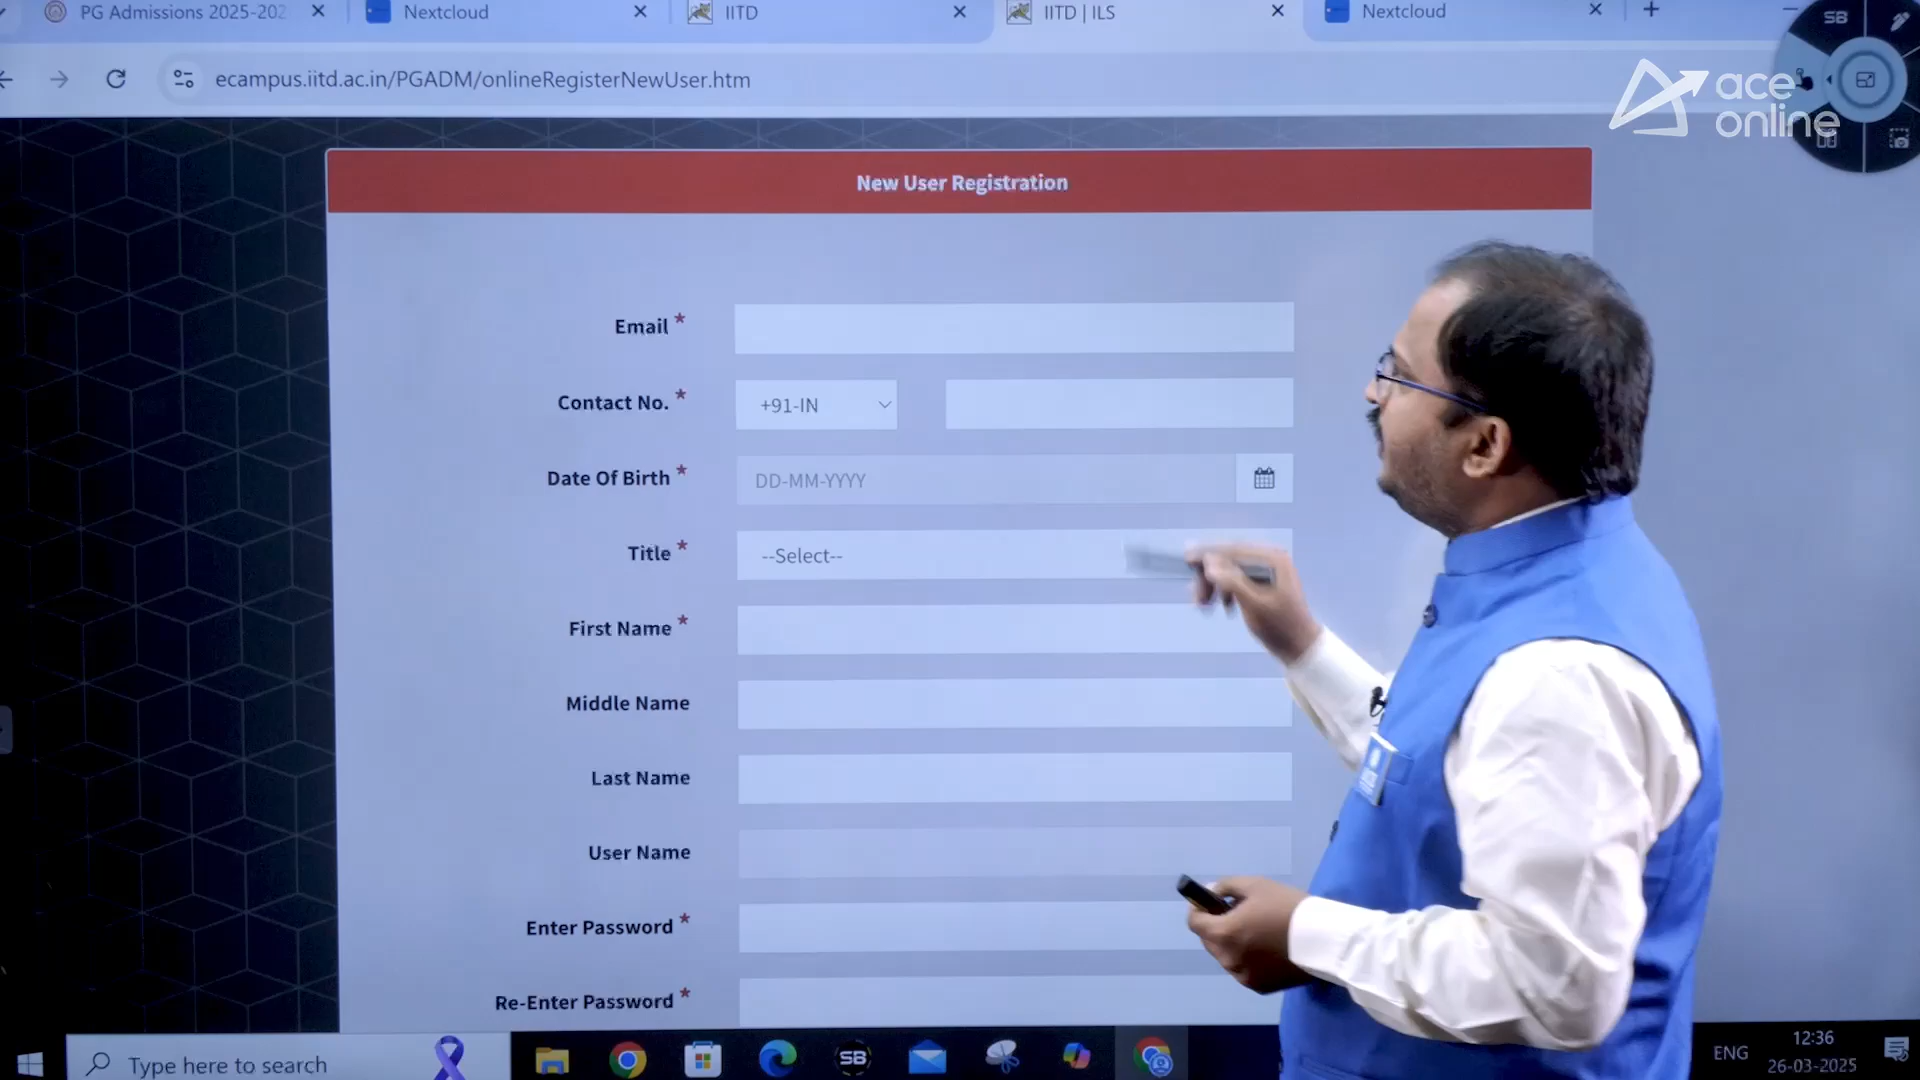 PG Admissions 2025-202
Nextcloud
IITD
IITD | ILS
Nextcloud
SB
ecampus.iitd.ac.in/PGADM/onlineRegisterNewUser.htm
ace
online
New User Registration
Email *
Contact No. *
+91-IN
Date Of Birth *
DD-MM-YYYY
Title *
--Select--
First Name *
Middle Name
Last Name
User Name
Enter Password *
Re-Enter Password *
Type here to search
SB
ENG
12:36
26-03-2025